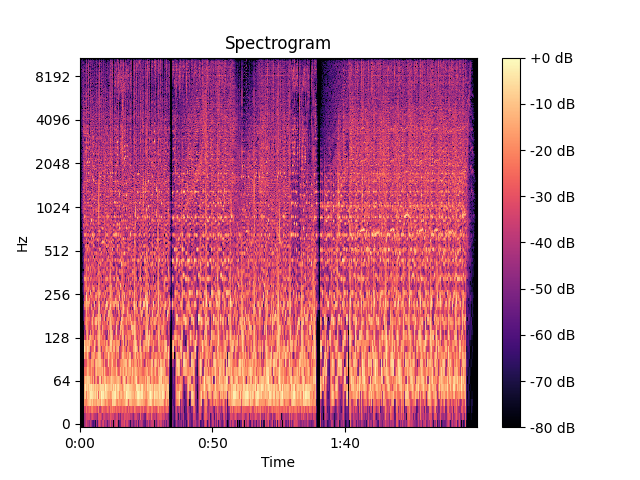 Spectrogram
8192
4096
2048
1024
512
256
128
64
0
Hz
0:00
0:50
1:40
Time
+0 dB
-10 dB
-20 dB
-30 dB
-40 dB
-50 dB
-60 dB
-70 dB
-80 dB